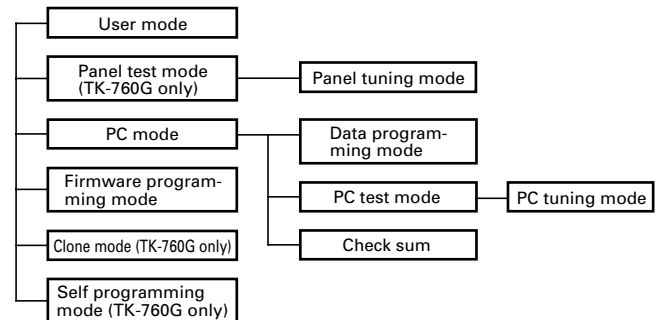 User mode
Panel test mode
(TK-760G only)
Panel tuning mode
PC mode
Data program-
ming mode
Firmware program-
ming mode
PC test mode
PC tuning mode
Clone mode (TK-760G only)
Check sum
Self programming
mode (TK-760G only)